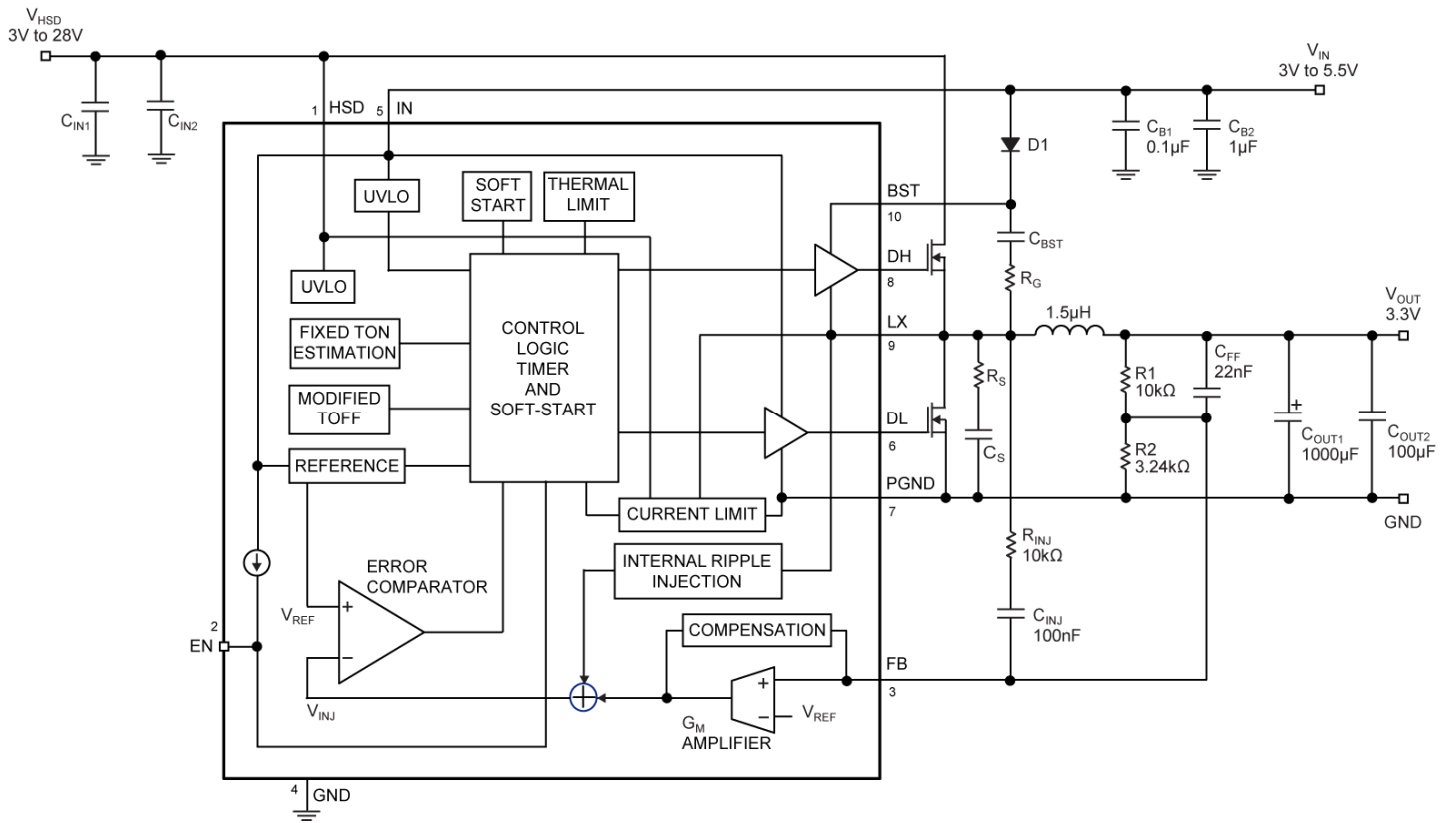 VHSD
3V to 28V
VIN
3V to 5.5V
CIN1
CIN2
1 HSD
5 IN
CB1
0.1µF
CB2
1µF
D1
UVLO
SOFT
START
THERMAL
LIMIT
BST
10
CBST
UVLO
DH
8
RG
FIXED TON
ESTIMATION
CONTROL
LOGIC
TIMER
AND
SOFT-START
LX
9
1.5µH
VOUT
3.3V
MODIFIED
TOFF
RS
CS
R1
10kΩ
CFF
22nF
DL
6
REFERENCE
R2
3.24kΩ
+
COUT1
1000µF
COUT2
100µF
PGND
7
CURRENT LIMIT
GND
INTERNAL RIPPLE
INJECTION
RINJ
10kΩ
ERROR
COMPARATOR
VREF
+
−
CINJ
100nF
2
EN
COMPENSATION
FB
3
+
−
VREF
VINJ
GM
AMPLIFIER
4 GND